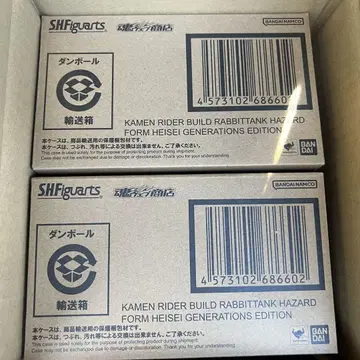 S.H.Figuarts 魂ウェブ商店
BANDAI NAMCO
ダンボール
輸送箱
4 573102 686602
KAMEN RIDER BUILD RABBITTANK HAZARD
FORM HEISEI GENERATIONS EDITION
本ケースは、商品輸送用の保護梱包材です。
本ケースの、つぶれ、汚れ等による交換は出来ません。ご了承ください。
This case is used solely for the purpose of protecting product during shipment.
Case may not be exchanged due to damage or discoloration. Thank you for your understanding.
BAN
DAI
S.H.Figuarts 魂ウェブ商店
BANDAI NAMCO
ダンボール
輸送箱
4 573102 686602
KAMEN RIDER BUILD RABBITTANK HAZARD
FORM HEISEI GENERATIONS EDITION
本ケースは、商品輸送用の保護梱包材です。
本ケースの、つぶれ、汚れ等による交換は出来ません。ご了承ください。
This case is used solely for the purpose of protecting product during shipment.
Case may not be exchanged due to damage or discoloration. Thank you for your understanding.
BAN
DAI